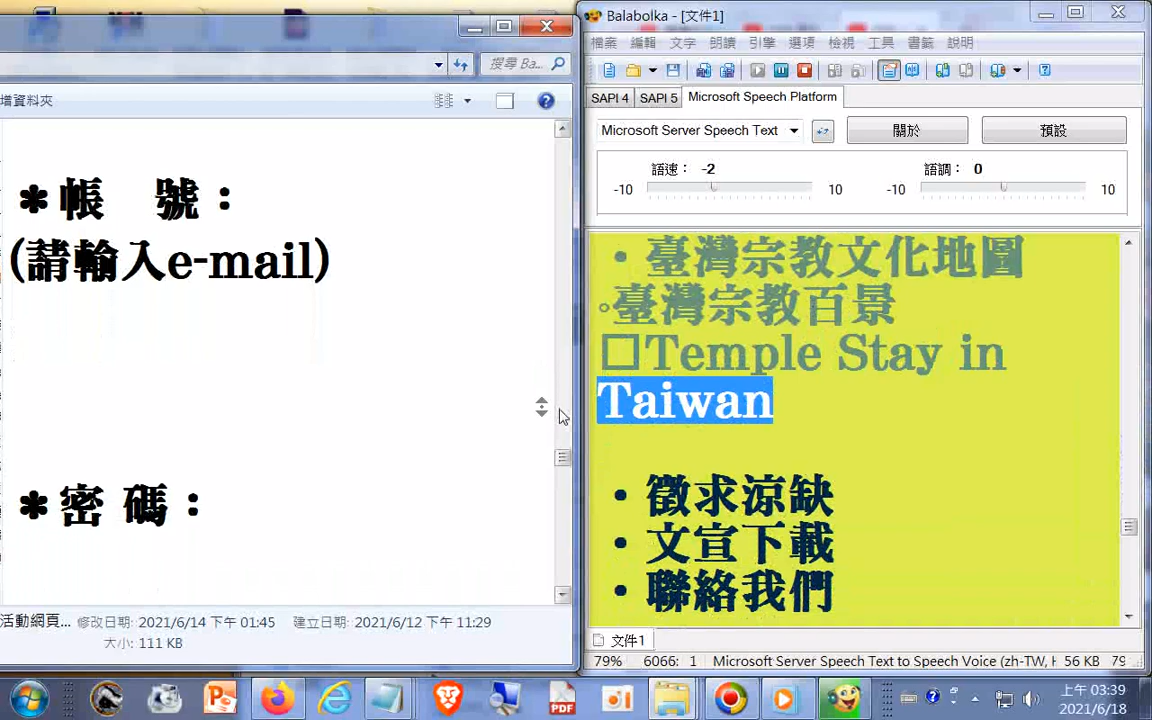 搜尋 Ba...
增資料夾
＊帳　號：
(請輸入e-mail)
＊密 碼：
活動網頁... 修改日期: 2021/6/14 下午 01:45 建立日期: 2021/6/12 下午 11:29
大小: 111 KB
Balabolka - [文件1]
檔案 編輯 文字 朗讀 引擎 選項 檢視 工具 書籤 說明
SAPI 4 SAPI 5 Microsoft Speech Platform
Microsoft Server Speech Text 關於 預設
語速： -2 語調： 0
-10 10 -10 10
•臺灣宗教文化地圖
◦臺灣宗教百景
□Temple Stay in
Taiwan
•徵求涼缺
•文宣下載
•聯絡我們
文件1
79% 6066: 1 Microsoft Server Speech Text to Speech Voice (zh-TW, H 56 KB 79
PDF
上午 03:39
2021/6/18